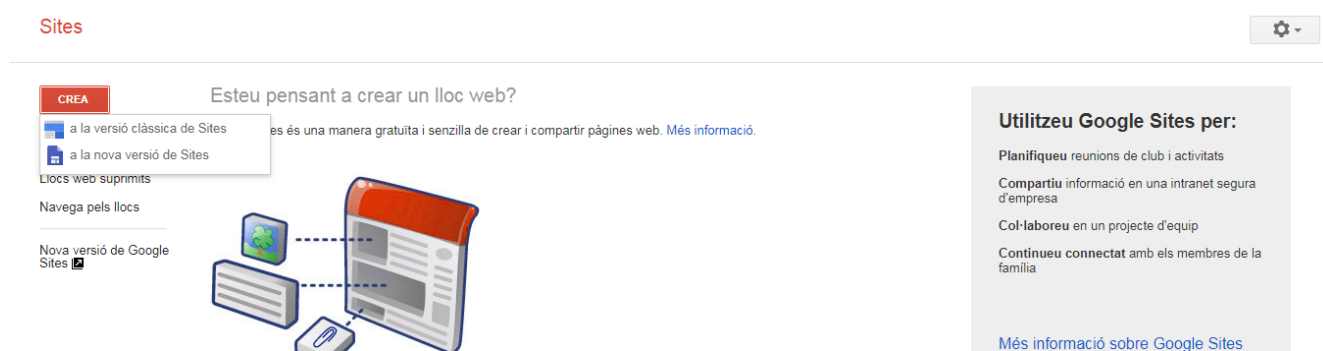 Sites
CREA
a la versió clàssica de Sites
a la nova versió de Sites
Llocs web suprimits
Navega pels llocs
Nova versió de Google
Sites
Esteu pensant a crear un lloc web?
és una manera gratuïta i senzilla de crear i compartir pàgines web. Més informació.
Utilitzeu Google Sites per:
Planifiqueu reunions de club i activitats
Compartiu informació en una intranet segura
d'empresa
Col·laboreu en un projecte d'equip
Continueu connectat amb els membres de la
família
Més informació sobre Google Sites